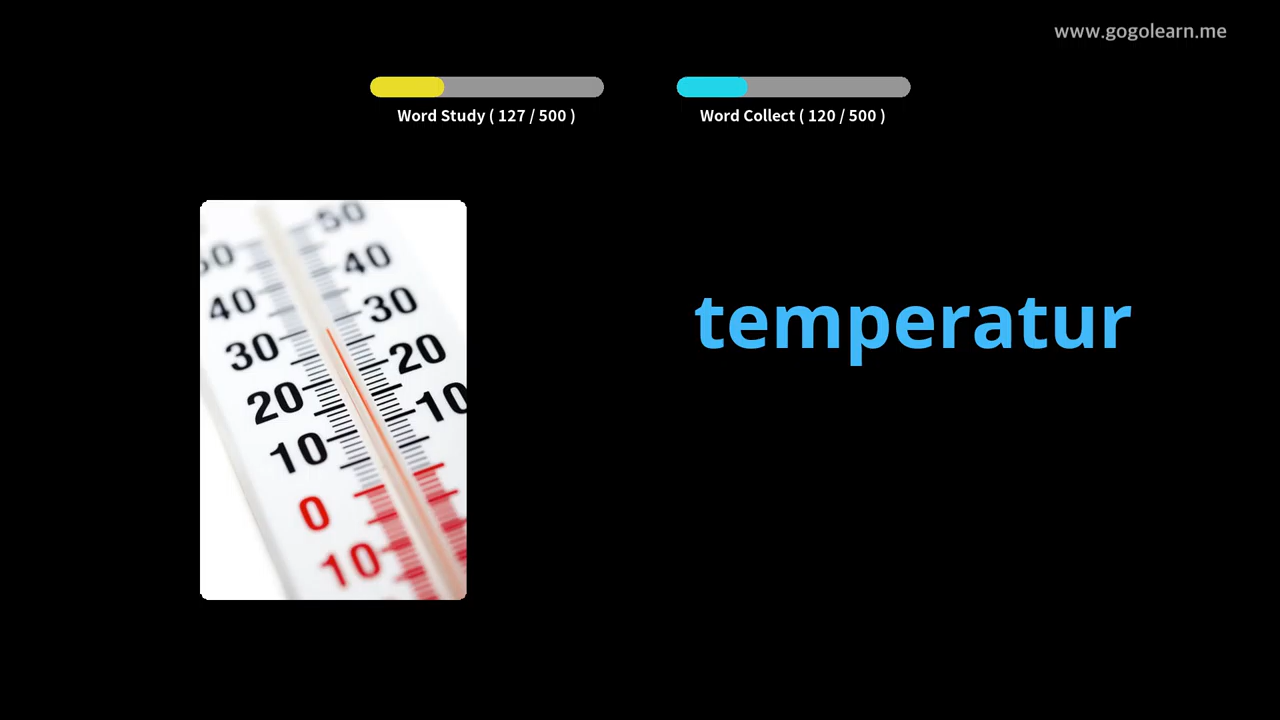 www.gogolearn.me
Word Study ( 127 / 500 )
Word Collect ( 120 / 500 )
temperatur
50
40 40
30 30
20 20
10 10
0
10